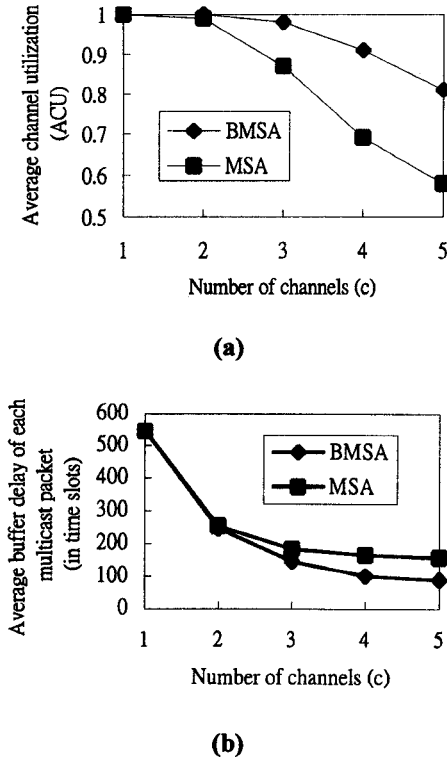 Average channel utilization
(ACU)
1
0.9
0.8
0.7
0.6
0.5
BMSA
MSA
1 2 3 4 5
Number of channels (c)
(a)
Average buffer delay of each
multicast packet
(in time slots)
600
500
400
300
200
100
0
BMSA
MSA
1 2 3 4 5
Number of channels (c)
(b)